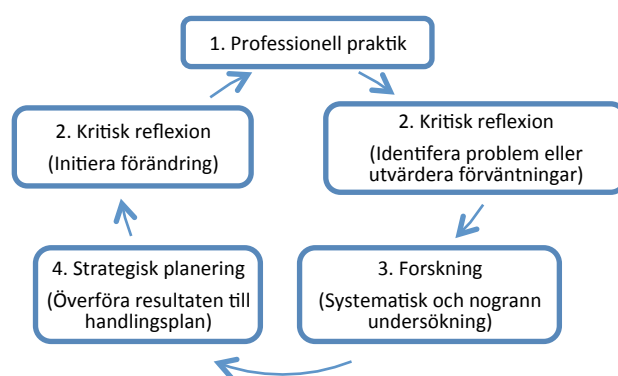 1. Professionell praktik
2. Kritisk reflexion
(Identifera problem eller
utvärdera förväntningar)
3. Forskning
(Systematisk och nogrann
undersökning)
4. Strategisk planering
(Överföra resultaten till
handlingsplan)
2. Kritisk reflexion
(Initiera förändring)